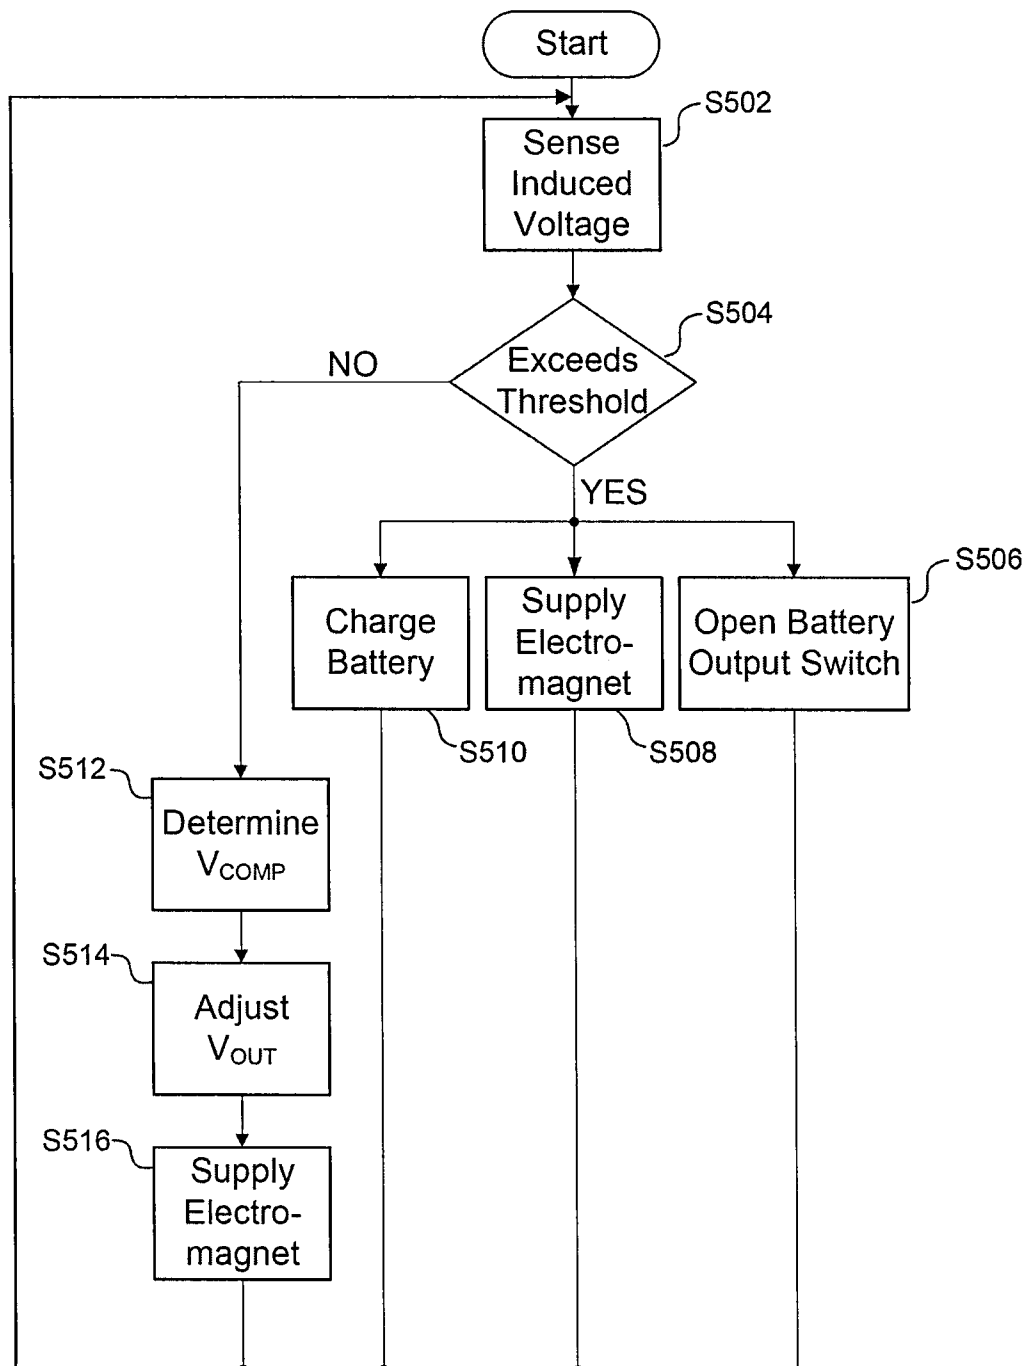 Start
S502
Sense
Induced
Voltage
S504
Exceeds
Threshold
NO
YES
S506
Charge
Battery
Supply
Electro-
magnet
Open Battery
Output Switch
S510
S508
S512
Determine
VCOMP
S514
Adjust
VOUT
S516
Supply
Electro-
magnet